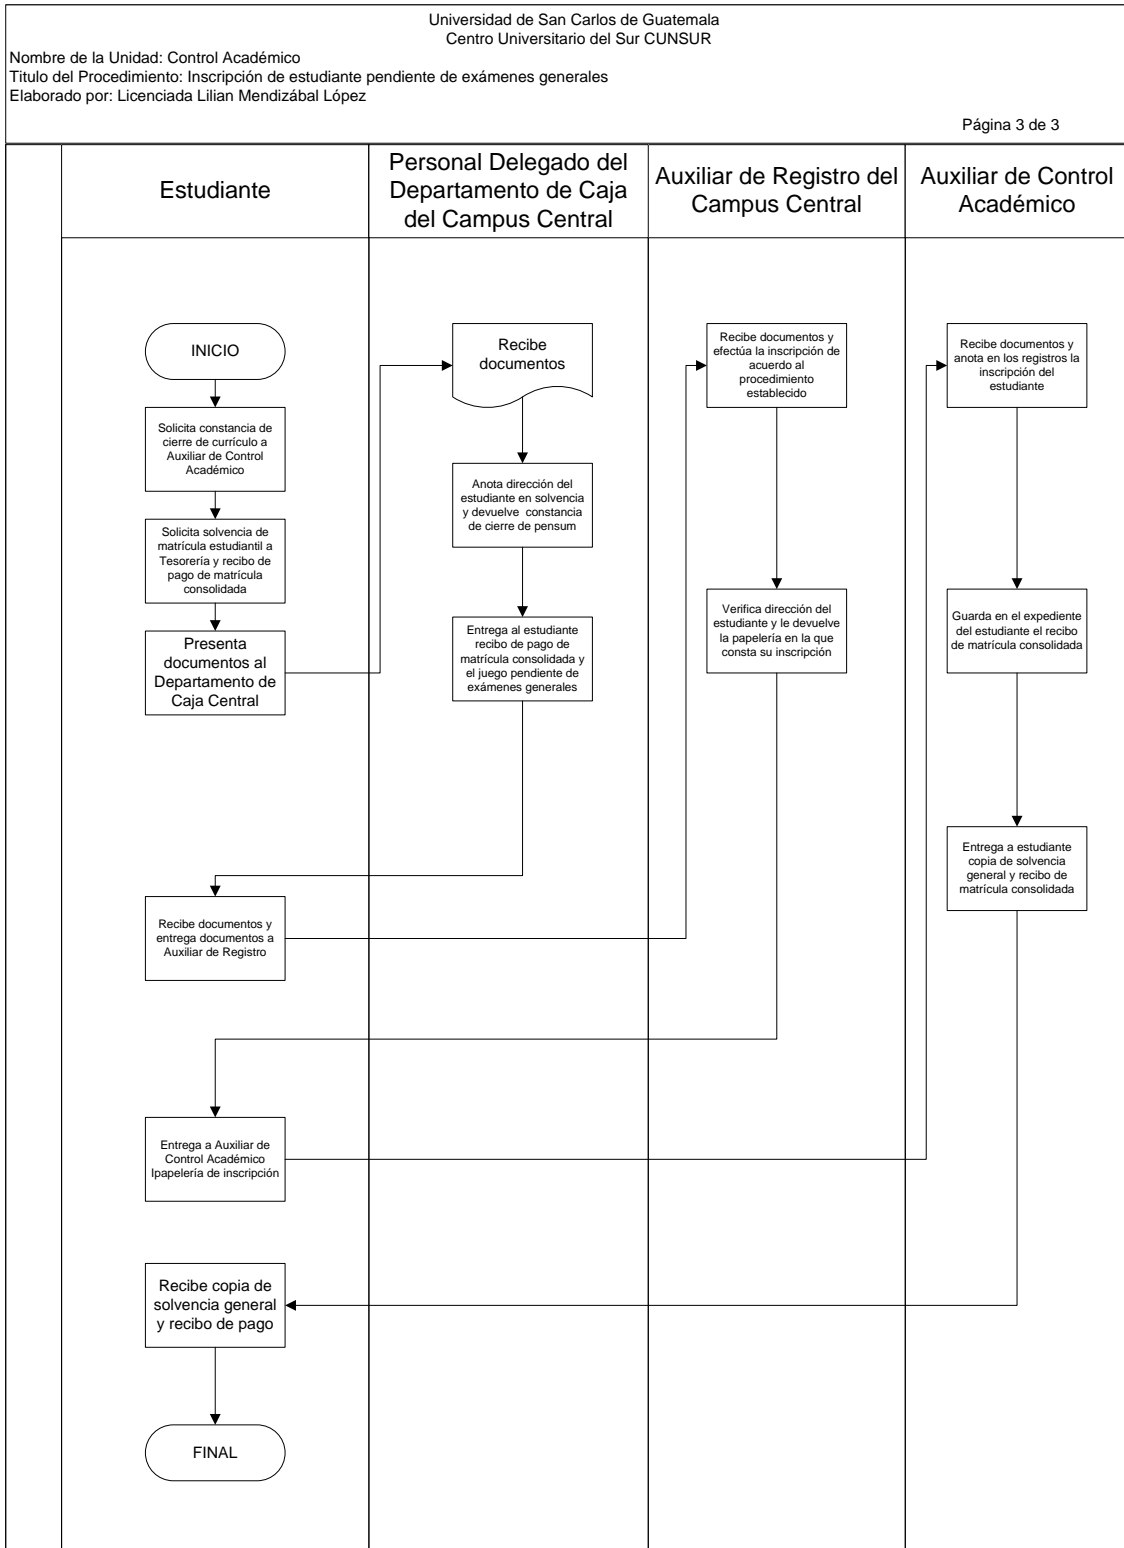 Universidad de San Carlos de Guatemala
Centro Universitario del Sur CUNSUR
Nombre de la Unidad: Control Académico
Titulo del Procedimiento: Inscripción de estudiante pendiente de exámenes generales
Elaborado por: Licenciada Lilian Mendizábal López
Página 3 de 3
Estudiante
Personal Delegado del
Departamento de Caja
del Campus Central
Auxiliar de Registro del
Campus Central
Auxiliar de Control
Académico
INICIO
Solicita constancia de
cierre de currículo a
Auxiliar de Control
Académico
Solicita solvencia de
matrícula estudiantil a
Tesorería y recibo de
pago de matrícula
consolidada
Presenta
documentos al
Departamento de
Caja Central
Recibe
documentos
Anota dirección del
estudiante en solvencia
y devuelve constancia
de cierre de pensum
Entrega al estudiante
recibo de pago de
matrícula consolidada y
el juego pendiente de
exámenes generales
Recibe documentos y
entrega documentos a
Auxiliar de Registro
Recibe documentos y
efectúa la inscripción de
acuerdo al
procedimiento
establecido
Verifica dirección del
estudiante y le devuelve
la papelería en la que
consta su inscripción
Entrega a Auxiliar de
Control Académico
lpapelería de inscripción
Recibe documentos y
anota en los registros la
inscripción del
estudiante
Guarda en el expediente
del estudiante el recibo
de matrícula consolidada
Entrega a estudiante
copia de solvencia
general y recibo de
matrícula consolidada
Recibe copia de
solvencia general
y recibo de pago
FINAL